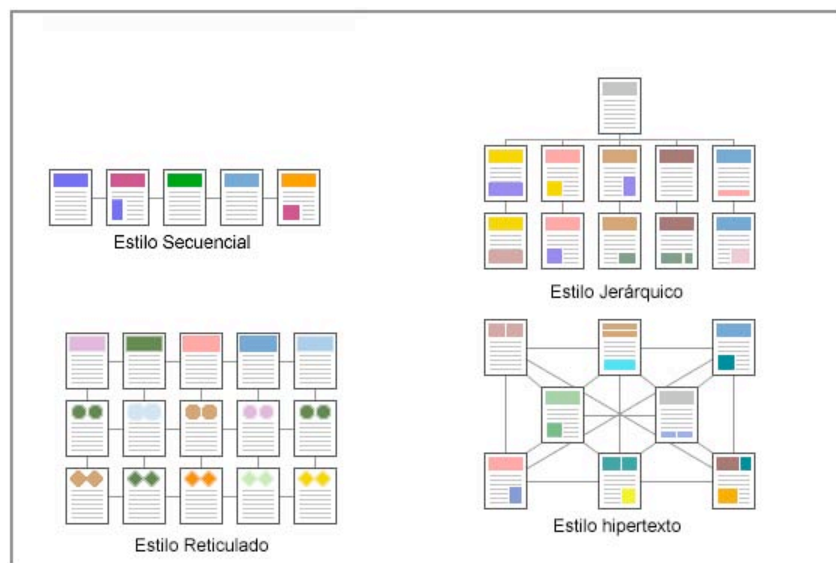 Estilo Secuencial
Estilo Jerárquico
Estilo Reticulado
Estilo hipertexto